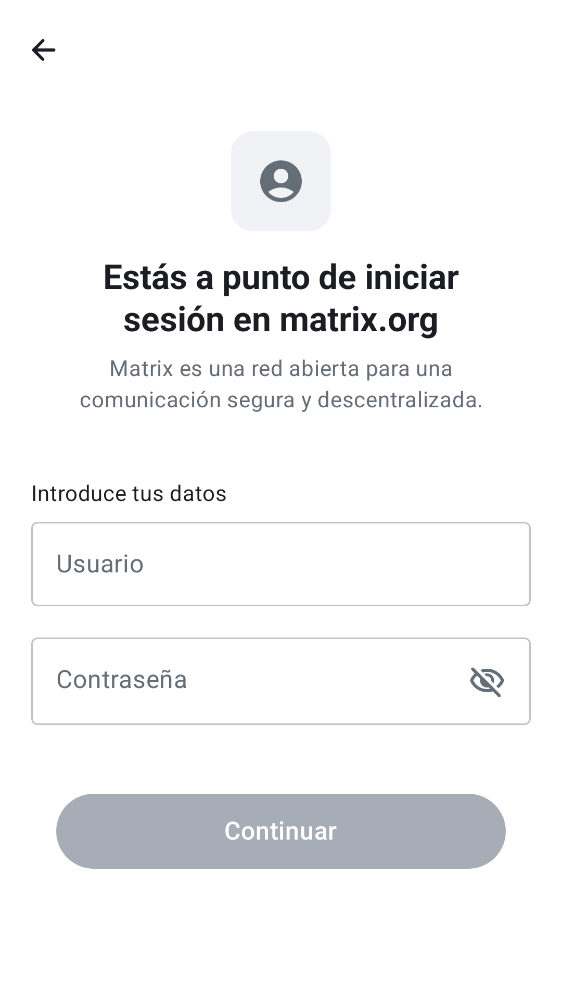 Estás a punto de iniciar
sesión en matrix.org
Matrix es una red abierta para una
comunicación segura y descentralizada.
Introduce tus datos
Usuario
Contraseña
Continuar